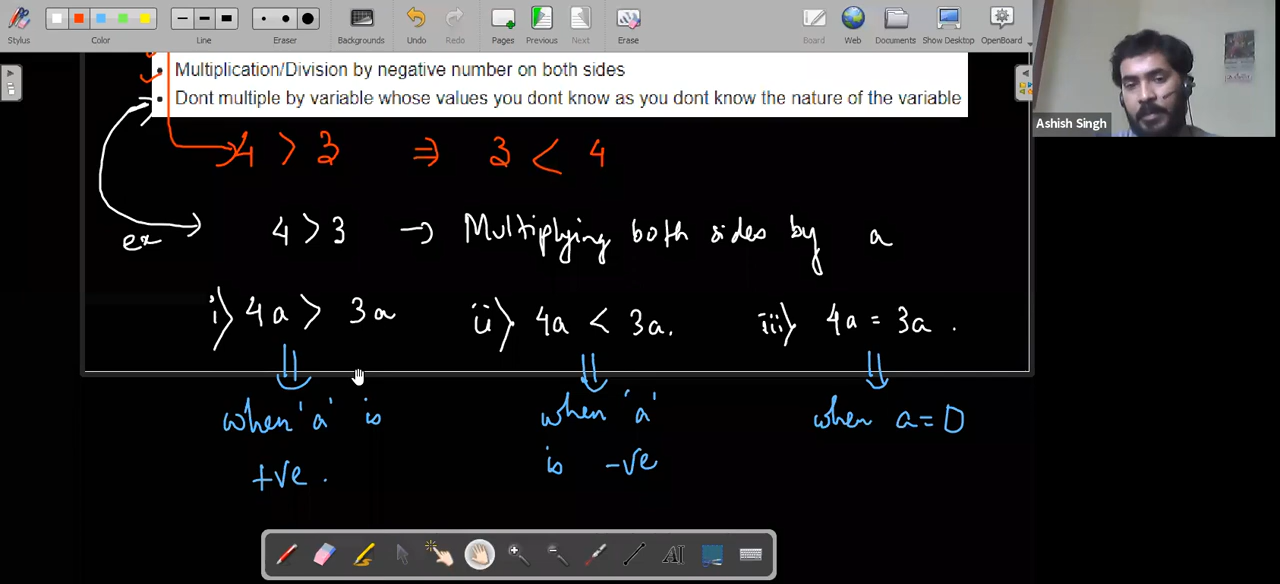 Stylus Color Line Eraser Backgrounds Undo Redo Pages Previous Next Erase Board Web Documents Show Desktop OpenBoard
• Multiplication/Division by negative number on both sides
• Dont multiple by variable whose values you dont know as you dont know the nature of the variable
Ashish Singh
4 > 3 ⇒ 3 < 4
ex 4 > 3 → Multiplying both sides by a
i) 4a > 3a ii) 4a < 3a. iii) 4a = 3a .
when 'a' is when 'a' when a = 0
+ve . is -ve
AI